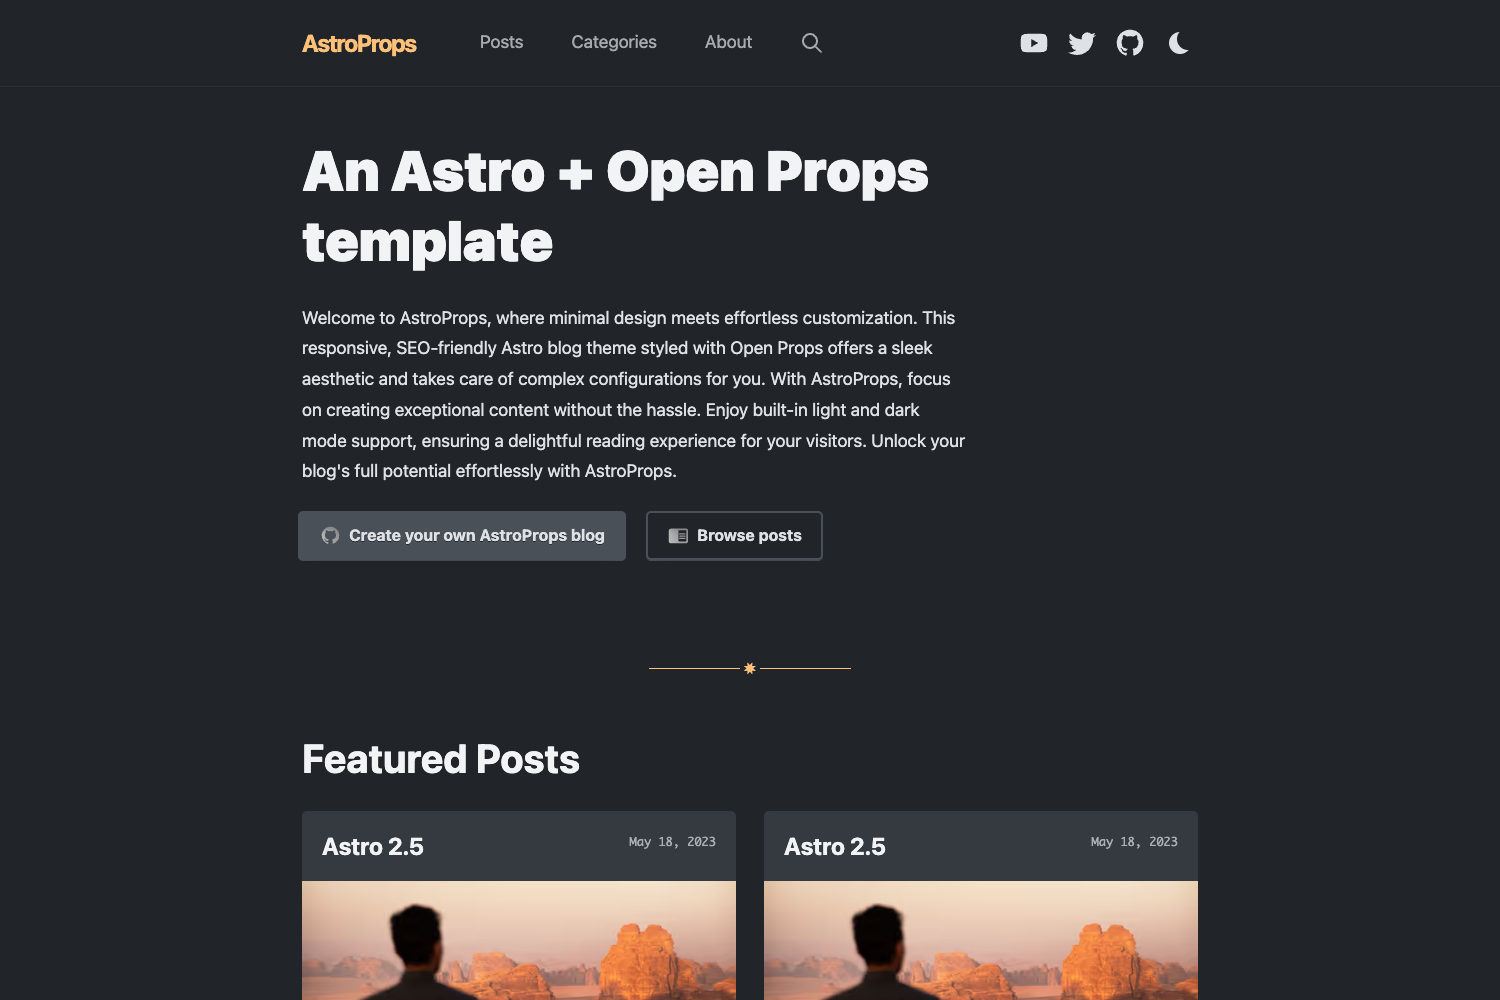 AstroProps
Posts
Categories
About
An Astro + Open Props
template
Welcome to AstroProps, where minimal design meets effortless customization. This
responsive, SEO-friendly Astro blog theme styled with Open Props offers a sleek
aesthetic and takes care of complex configurations for you. With AstroProps, focus
on creating exceptional content without the hassle. Enjoy built-in light and dark
mode support, ensuring a delightful reading experience for your visitors. Unlock your
blog's full potential effortlessly with AstroProps.
Create your own AstroProps blog
Browse posts
Featured Posts
Astro 2.5
May 18, 2023
Astro 2.5
May 18, 2023